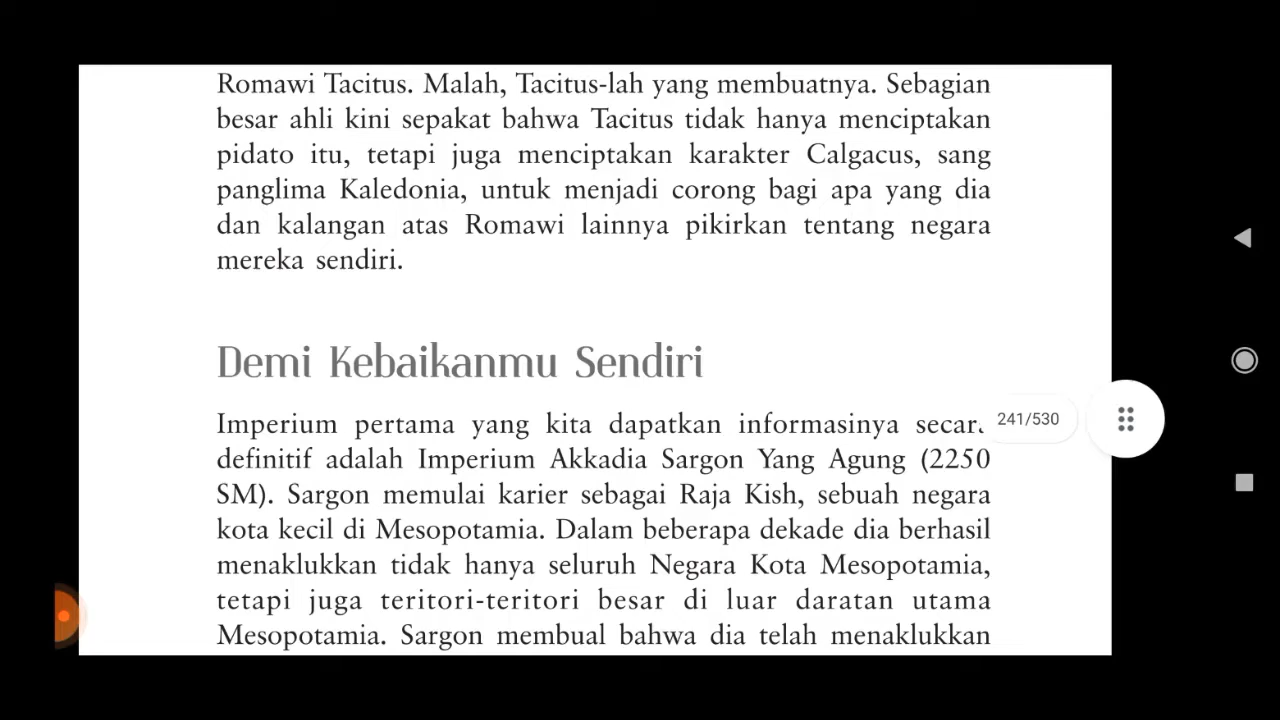 Romawi Tacitus. Malah, Tacitus-lah yang membuatnya. Sebagian
besar ahli kini sepakat bahwa Tacitus tidak hanya menciptakan
pidato itu, tetapi juga menciptakan karakter Calgacus, sang
panglima Kaledonia, untuk menjadi corong bagi apa yang dia
dan kalangan atas Romawi lainnya pikirkan tentang negara
mereka sendiri.
Demi Kebaikanmu Sendiri
Imperium pertama yang kita dapatkan informasinya secara
241/530
definitif adalah Imperium Akkadia Sargon Yang Agung (2250
SM). Sargon memulai karier sebagai Raja Kish, sebuah negara
kota kecil di Mesopotamia. Dalam beberapa dekade dia berhasil
menaklukkan tidak hanya seluruh Negara Kota Mesopotamia,
tetapi juga teritori-teritori besar di luar daratan utama
Mesopotamia. Sargon membual bahwa dia telah menaklukkan